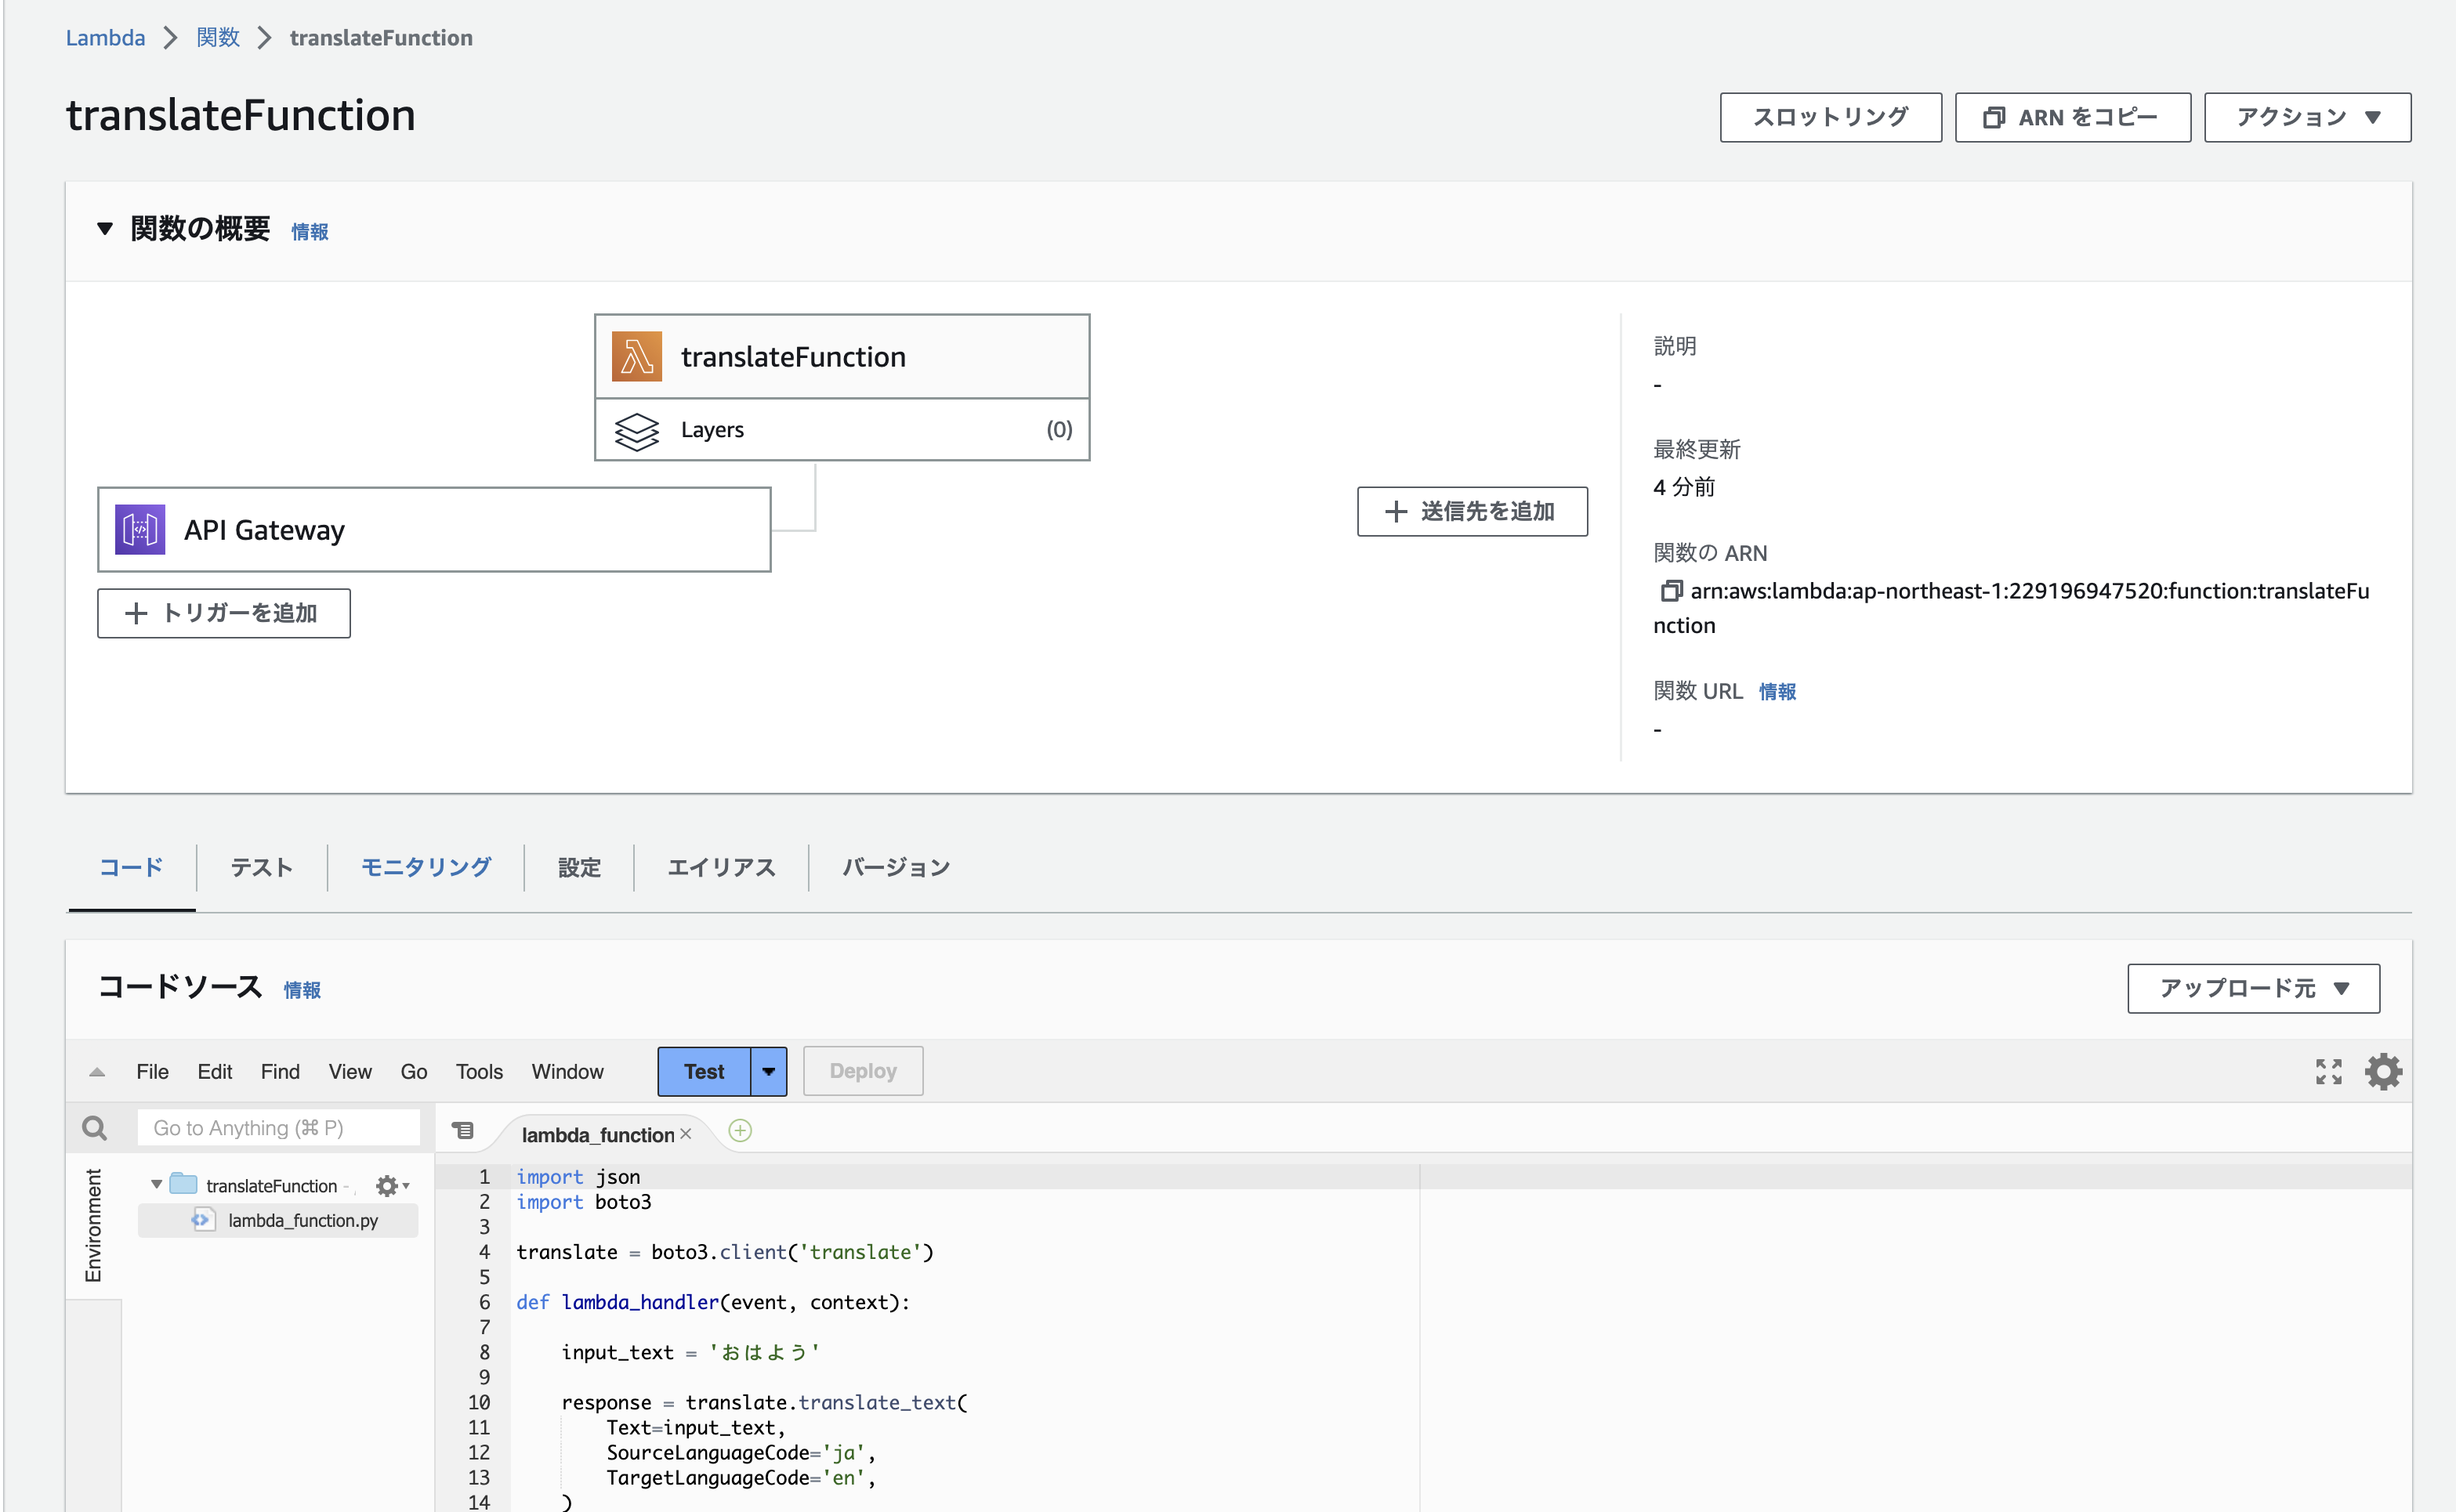 Lambda > 関数 > translateFunction
translateFunction
スロットリング
ARN をコピー
アクション ▼
▼ 関数の概要 情報
translateFunction
Layers (0)
API Gateway
+ トリガーを追加
+ 送信先を追加
説明
-
最終更新
4 分前
関数の ARN
arn:aws:lambda:ap-northeast-1:229196947520:function:translateFu
nction
関数 URL 情報
-
コード
テスト
モニタリング
設定
エイリアス
バージョン
コードソース 情報
アップロード元 ▼
File Edit Find View Go Tools Window Test Deploy
Go to Anything (⌘ P)
Environment
translateFunction -
lambda_function.py
lambda_function ×
1 import json
2 import boto3
3
4 translate = boto3.client('translate')
5
6 def lambda_handler(event, context):
7
8 input_text = 'おはよう'
9
10 response = translate.translate_text(
11 Text=input_text,
12 SourceLanguageCode='ja',
13 TargetLanguageCode='en',
14 )